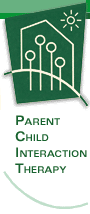 PARENT
CHILD
INTERACTION
THERAPY